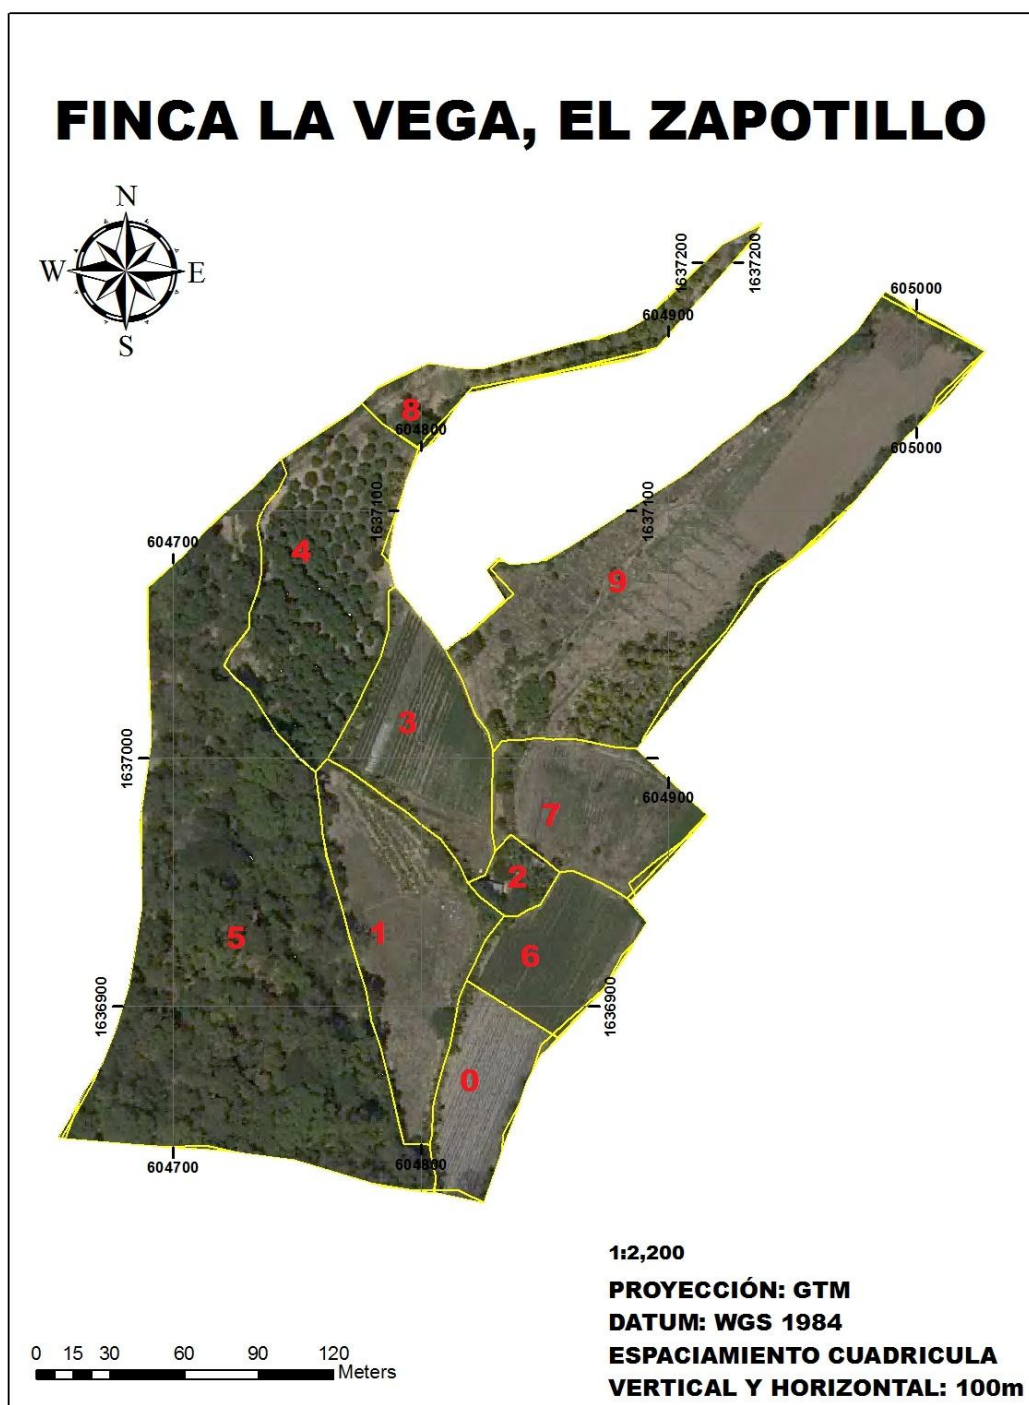 FINCA LA VEGA, EL ZAPOTILLO
N
W E
S
1637200 1637200
605000
604900
8
604800
605000
1637100 1637100
604700
4
9
3
1637000
604900
7
2
1
5
6
1636900 1636900
0
604700
604800
1:2,200
PROYECCIÓN: GTM
DATUM: WGS 1984
ESPACIAMIENTO CUADRICULA
VERTICAL Y HORIZONTAL: 100m
0 15 30 60 90 120
Meters